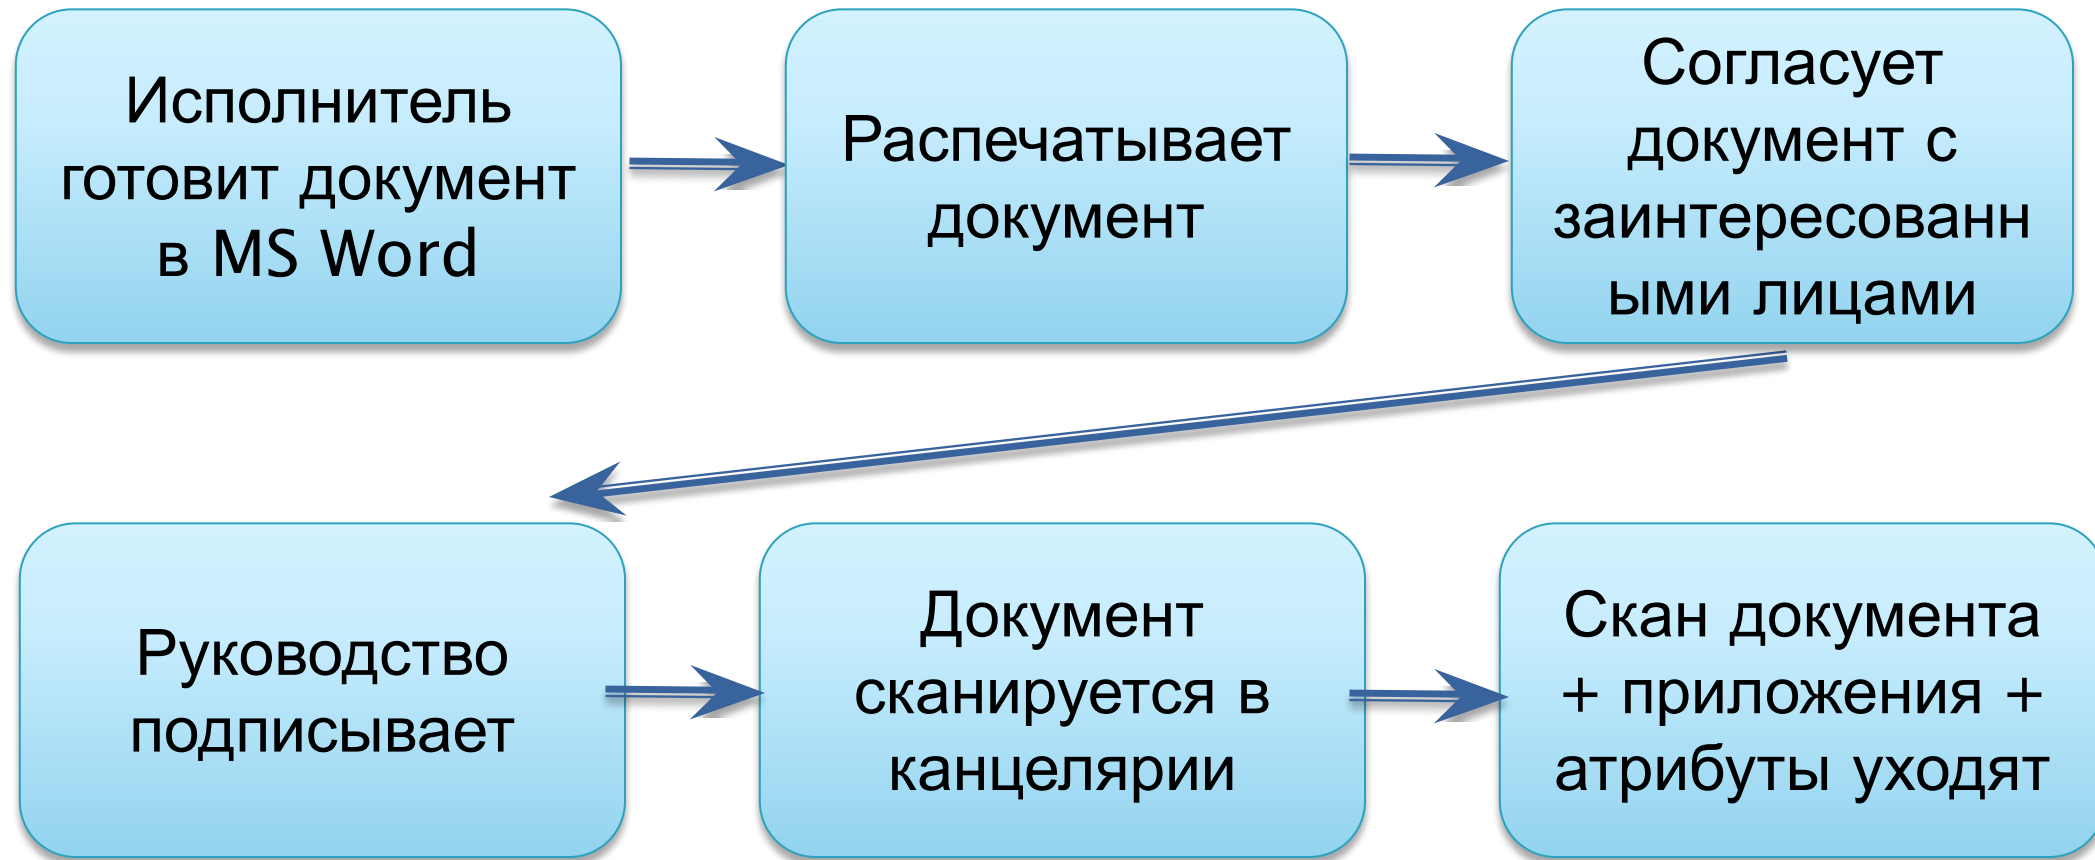 Исполнитель
готовит документ
в MS Word
Распечатывает
документ
Согласует
документ с
заинтересованн
ыми лицами
Руководство
подписывает
Документ
сканируется в
канцелярии
Скан документа
+ приложения +
атрибуты уходят